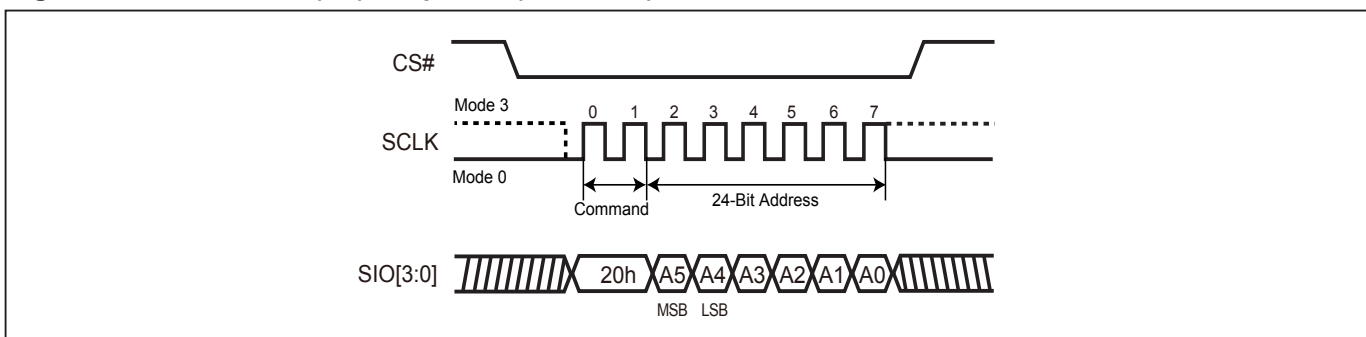 CS#
Mode 3
0 1 2 3 4 5 6 7
SCLK
Mode 0
Command
24-Bit Address
SIO[3:0]
20h A5 A4 A3 A2 A1 A0
MSB LSB